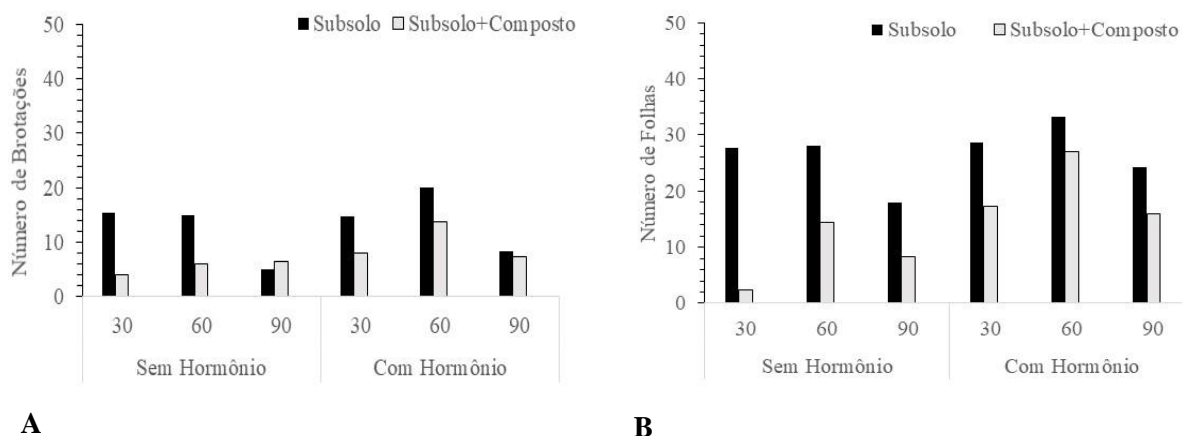 Subsolo Subsolo+Composto
Número de Brotações
50
40
30
20
10
0
30 60 90 30 60 90
Sem Hormônio Com Hormônio
A
Subsolo Subsolo+Composto
Número de Folhas
50
40
30
20
10
0
30 60 90 30 60 90
Sem Hormônio Com Hormônio
B